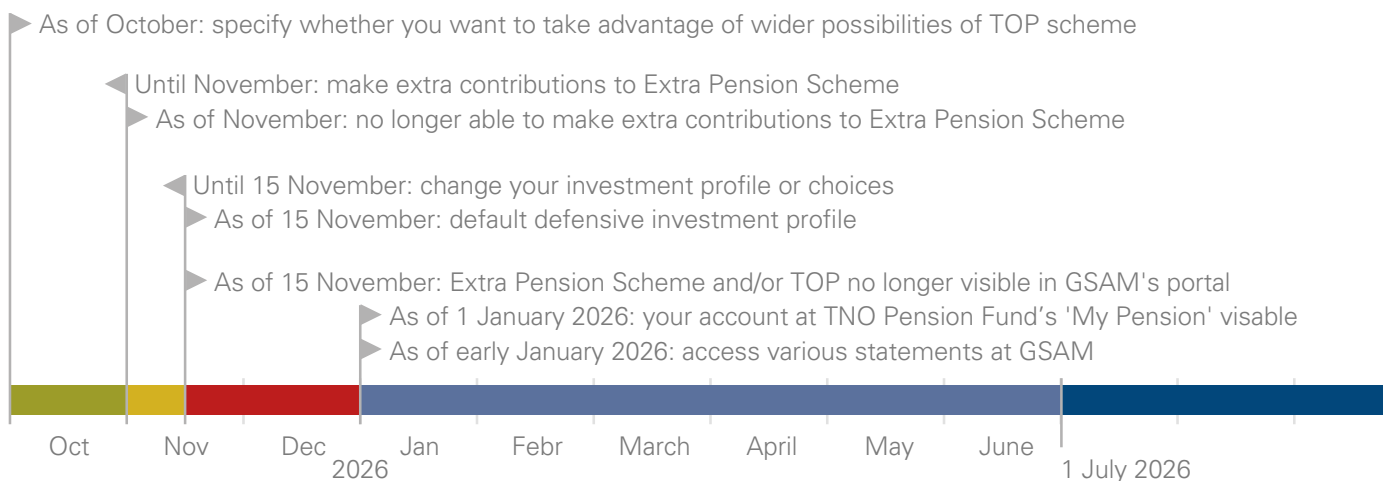 As of October: specify whether you want to take advantage of wider possibilities of TOP scheme
Until November: make extra contributions to Extra Pension Scheme
As of November: no longer able to make extra contributions to Extra Pension Scheme
Until 15 November: change your investment profile or choices
As of 15 November: default defensive investment profile
As of 15 November: Extra Pension Scheme and/or TOP no longer visible in GSAM's portal
As of 1 January 2026: your account at TNO Pension Fund’s 'My Pension' visable
As of early January 2026: access various statements at GSAM
Oct Nov Dec Jan Febr March April May June
2026 1 July 2026